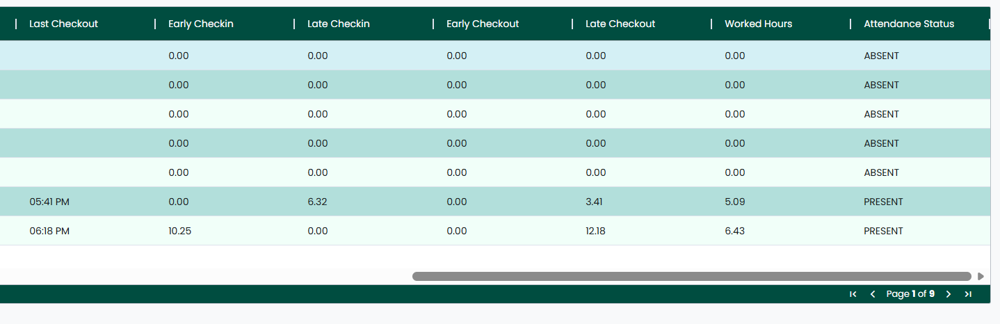 Last Checkout Early Checkin Late Checkin Early Checkout Late Checkout Worked Hours Attendance Status
0.00 0.00 0.00 0.00 0.00 ABSENT
0.00 0.00 0.00 0.00 0.00 ABSENT
0.00 0.00 0.00 0.00 0.00 ABSENT
0.00 0.00 0.00 0.00 0.00 ABSENT
0.00 0.00 0.00 0.00 0.00 ABSENT
05:41 PM 0.00 6.32 0.00 3.41 5.09 PRESENT
06:18 PM 10.25 0.00 0.00 12.18 6.43 PRESENT
Page 1 of 9